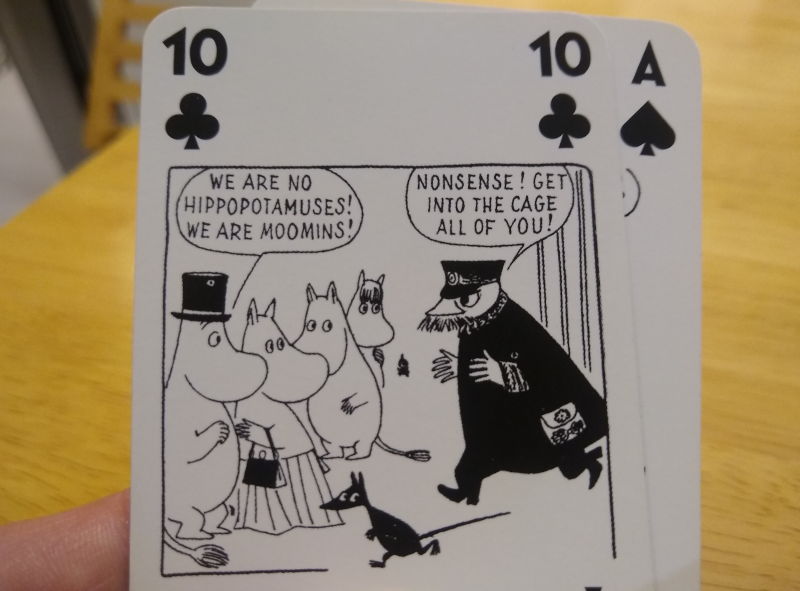 10 10 A
WE ARE NO
HIPPOPOTAMUSES!
WE ARE MOOMINS!
NONSENSE! GET
INTO THE CAGE
ALL OF YOU!